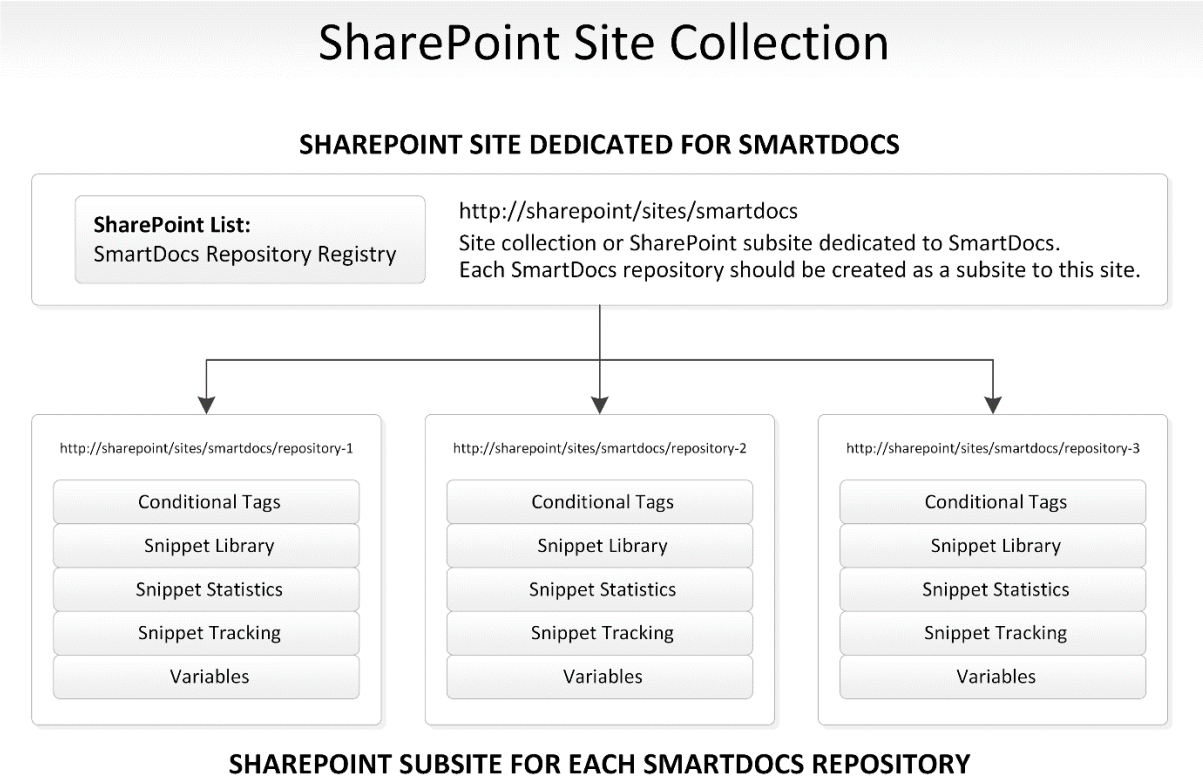 SharePoint Site Collection
SHAREPOINT SITE DEDICATED FOR SMARTDOCS
SharePoint List:
SmartDocs Repository Registry
http://sharepoint/sites/smartdocs
Site collection or SharePoint subsite dedicated to SmartDocs.
Each SmartDocs repository should be created as a subsite to this site.
http://sharepoint/sites/smartdocs/repository-1
Conditional Tags
Snippet Library
Snippet Statistics
Snippet Tracking
Variables
http://sharepoint/sites/smartdocs/repository-2
Conditional Tags
Snippet Library
Snippet Statistics
Snippet Tracking
Variables
http://sharepoint/sites/smartdocs/repository-3
Conditional Tags
Snippet Library
Snippet Statistics
Snippet Tracking
Variables
SHAREPOINT SUBSITE FOR EACH SMARTDOCS REPOSITORY